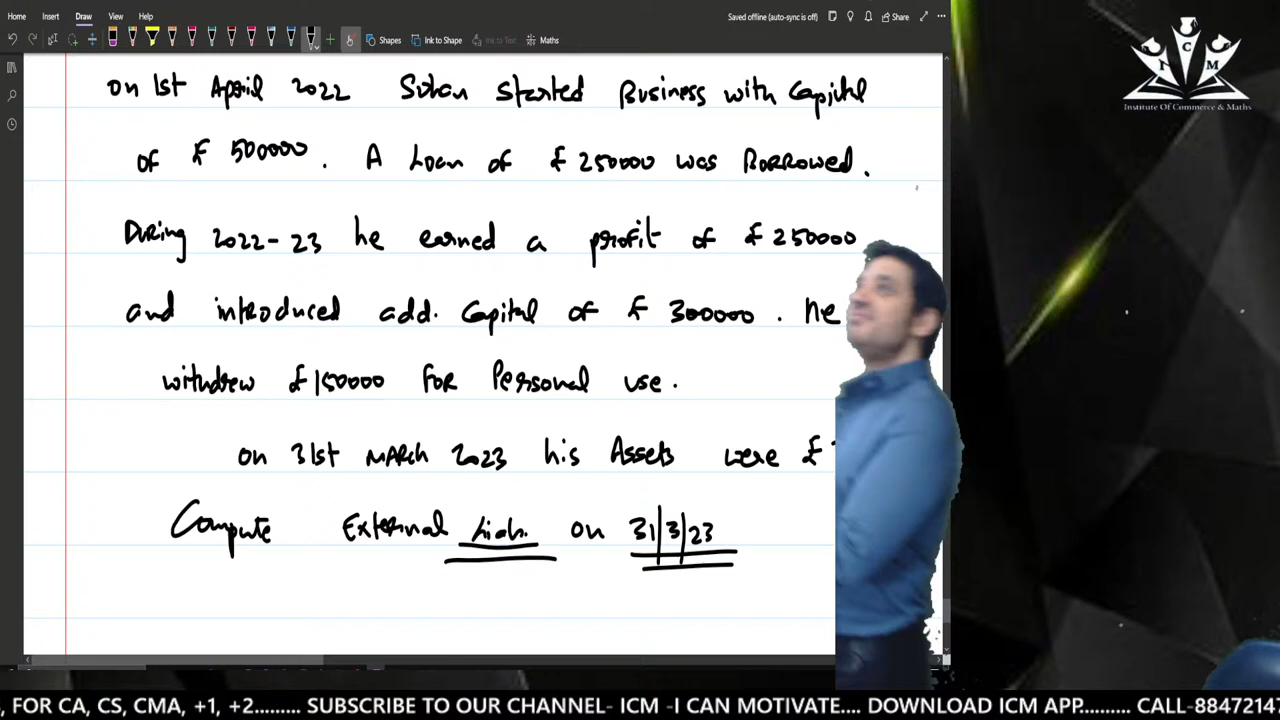 Home Insert Draw View Help Saved offline (auto-sync is off) Share
Shapes Ink to Shape Ink to Text Maths
I C M
Institute Of Commerce & Maths
on 1st April 2022 Sohan Started Business with Capital
of ₹ 500000. A Loan of ₹ 250000 was Borrowed.
During 2022-23 he earned a profit of ₹ 250000
and introduced add. Capital of ₹ 300000. He
withdrew ₹150000 for Personal use.
on 31st MARCH 2023 his Assets were ₹
Compute External Liab. on 31/3/23
, FOR CA, CS, CMA, +1, +2......... SUBSCRIBE TO OUR CHANNEL- ICM -I CAN MOTIVATE.... DOWNLOAD ICM APP......... CALL-8847214